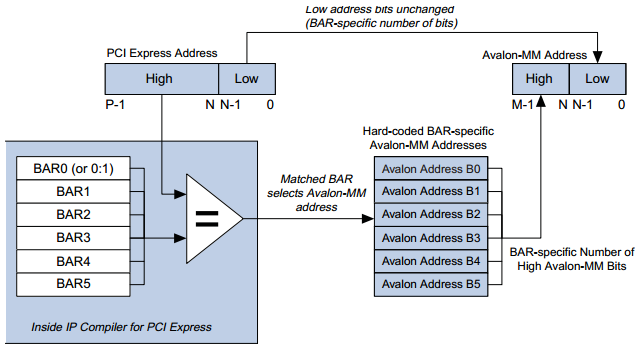 Low address bits unchanged
(BAR-specific number of bits)
PCI Express Address
Avalon-MM Address
High Low
High Low
P-1 N N-1 0
M-1 N N-1 0
Hard-coded BAR-specific
Avalon-MM Addresses
BAR0 (or 0:1)
BAR1
BAR2
BAR3
BAR4
BAR5
=
Matched BAR
selects Avalon-MM
address
Avalon Address B0
Avalon Address B1
Avalon Address B2
Avalon Address B3
Avalon Address B4
Avalon Address B5
BAR-specific Number of
High Avalon-MM Bits
Inside IP Compiler for PCI Express